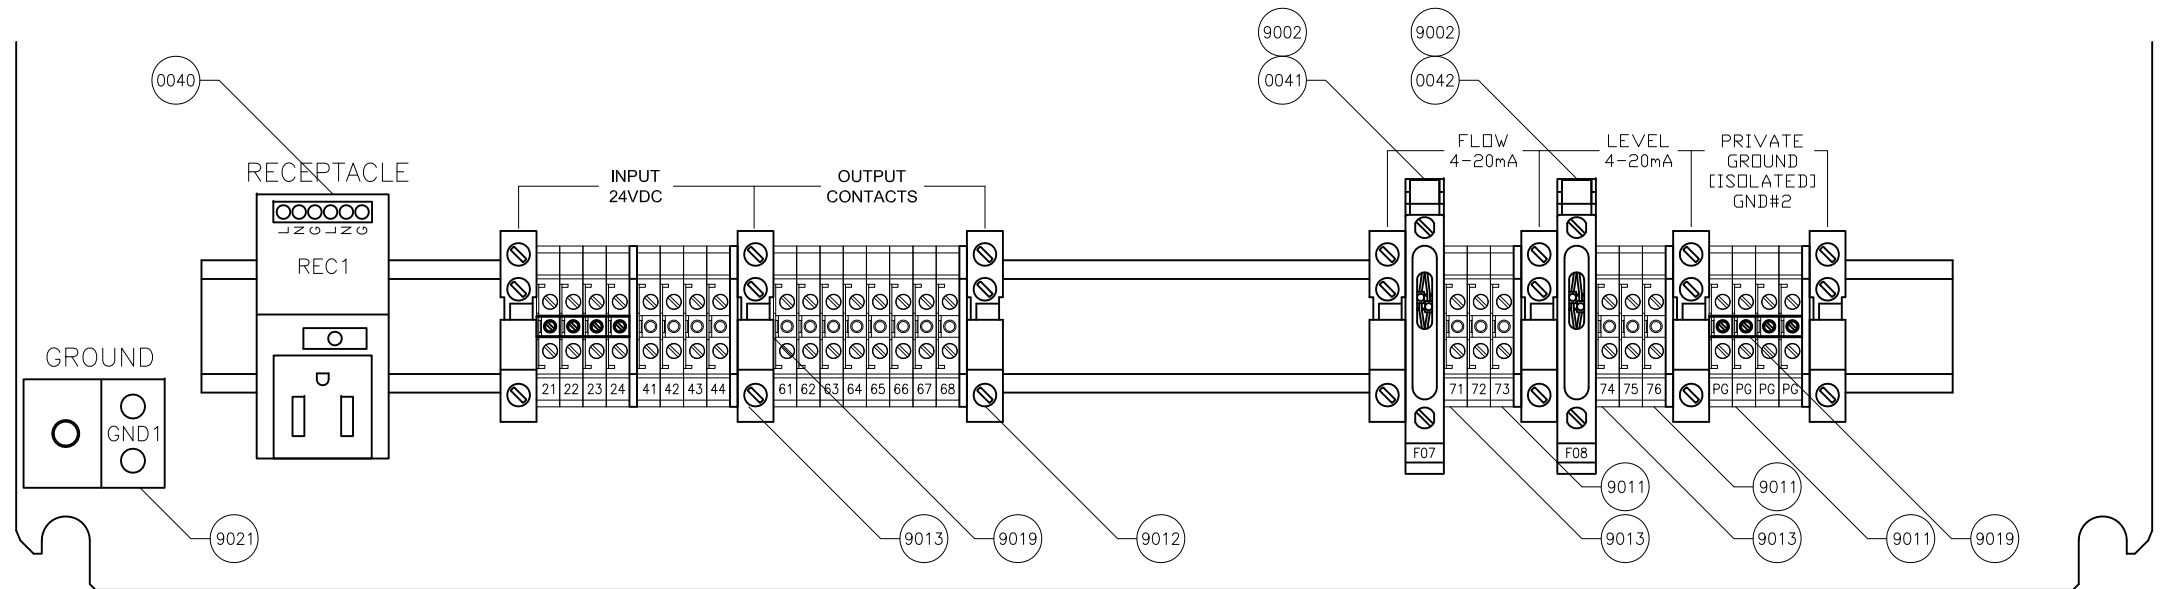 9002
9002
0040
0041
0042
FLOW
4-20mA
LEVEL
4-20mA
PRIVATE
GROUND
[ISOLATED]
GND#2
RECEPTACLE
INPUT
24VDC
OUTPUT
CONTACTS
L N G L N G
REC1
GROUND
GND1
21 22 23 24 41 42 43 44 61 62 63 64 65 66 67 68
71 72 73 74 75 76 PG PG PG PG
F07
F08
9011
9011
9021
9013
9019
9012
9013
9013
9011
9019